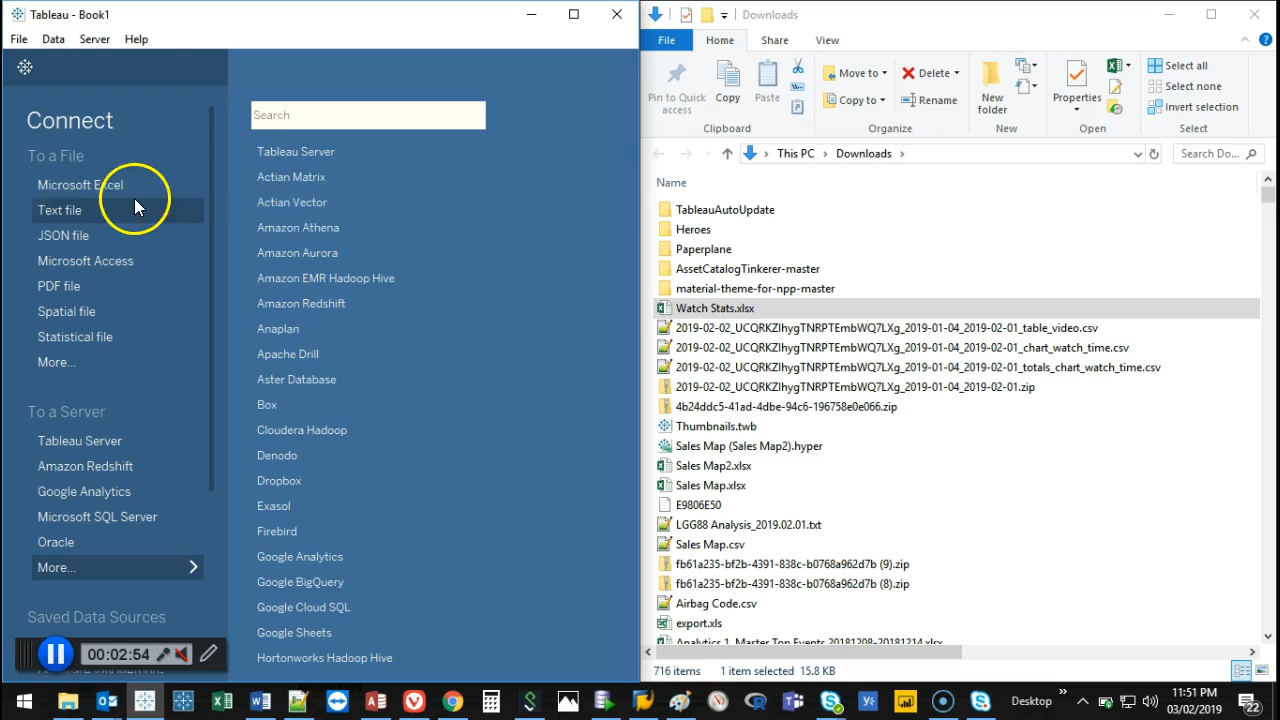 Tableau - Book1
File Data Server Help
Connect
To a File
Microsoft Excel
Text file
JSON file
Microsoft Access
PDF file
Spatial file
Statistical file
More...
To a Server
Tableau Server
Amazon Redshift
Google Analytics
Microsoft SQL Server
Oracle
More...
Saved Data Sources
00:02:54
Search
Tableau Server
Actian Matrix
Actian Vector
Amazon Athena
Amazon Aurora
Amazon EMR Hadoop Hive
Amazon Redshift
Anaplan
Apache Drill
Aster Database
Box
Cloudera Hadoop
Denodo
Dropbox
Exasol
Firebird
Google Analytics
Google BigQuery
Google Cloud SQL
Google Sheets
Hortonworks Hadoop Hive
Downloads
File Home Share View
Pin to Quick access
Copy
Paste
Clipboard
Move to
Copy to
Delete
Rename
Organize
New folder
New
Properties
Open
Select all
Select none
Invert selection
Select
This PC Downloads
Search Do...
Name
TableauAutoUpdate
Heroes
Paperplane
AssetCatalogTinkerer-master
material-theme-for-npp-master
Watch Stats.xlsx
2019-02-02_UCQRKZIhygTNRPTEmbWQ7LXg_2019-01-04_2019-02-01_table_video.csv
2019-02-02_UCQRKZIhygTNRPTEmbWQ7LXg_2019-01-04_2019-02-01_chart_watch_time.csv
2019-02-02_UCQRKZIhygTNRPTEmbWQ7LXg_2019-01-04_2019-02-01_totals_chart_watch_time.csv
2019-02-02_UCQRKZIhygTNRPTEmbWQ7LXg_2019-01-04_2019-02-01.zip
4b24ddc5-41ad-4dbe-94c6-196758e0e066.zip
Thumbnails.twb
Sales Map (Sales Map2).hyper
Sales Map2.xlsx
Sales Map.xlsx
E9806E50
LGG88 Analysis_2019.02.01.txt
Sales Map.csv
fb61a235-bf2b-4391-838c-b0768a962d7b (9).zip
fb61a235-bf2b-4391-838c-b0768a962d7b (8).zip
Airbag Code.csv
export.xls
Analytics 1. Master Top Events 20181208-20181214.xlsx
716 items 1 item selected 15.8 KB
Desktop
11:51 PM
03/02/2019
22